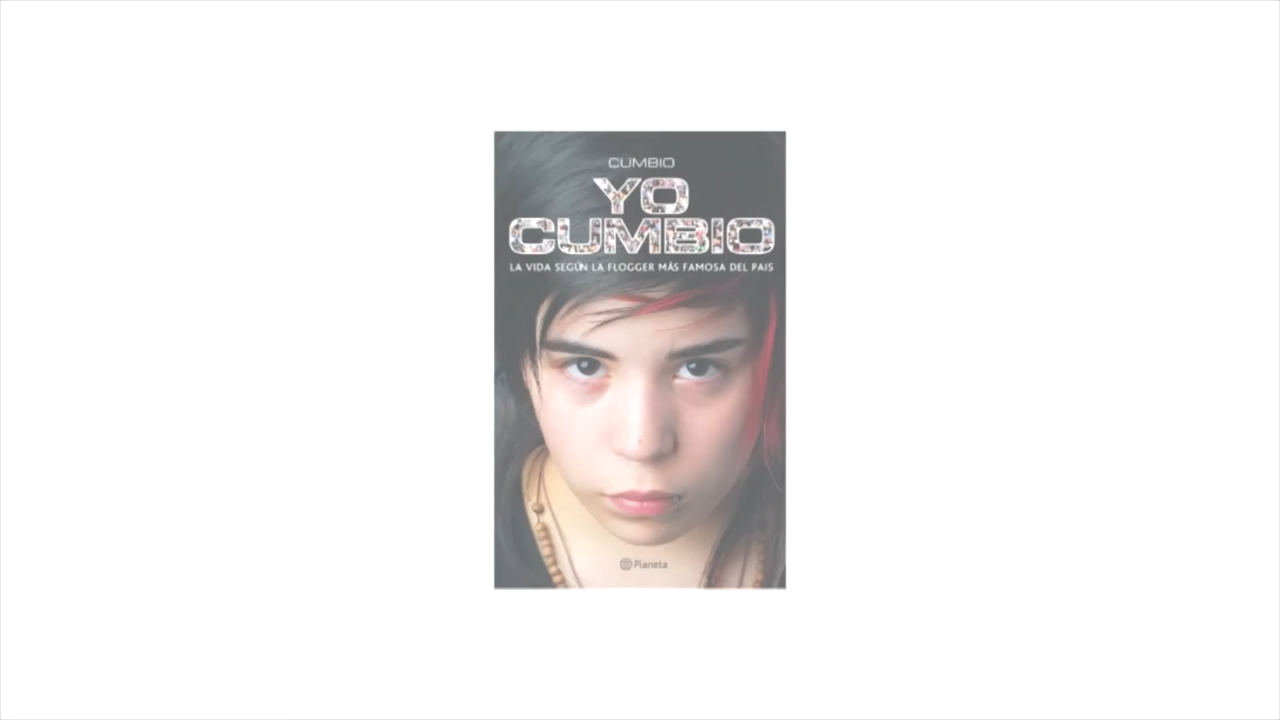 CUMBIO
YO
CUMBIO
LA VIDA SEGÚN LA FLOGGER MÁS FAMOSA DEL PAIS
Planeta